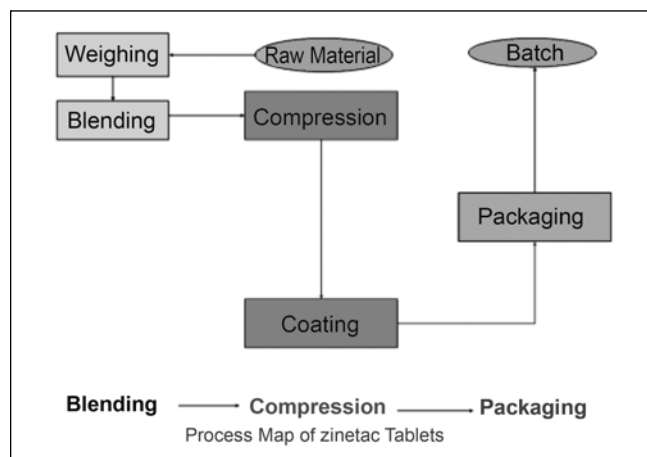 Weighing
Raw Material
Batch
Blending
Compression
Packaging
Coating
Blending Compression Packaging
Process Map of zinetac Tablets